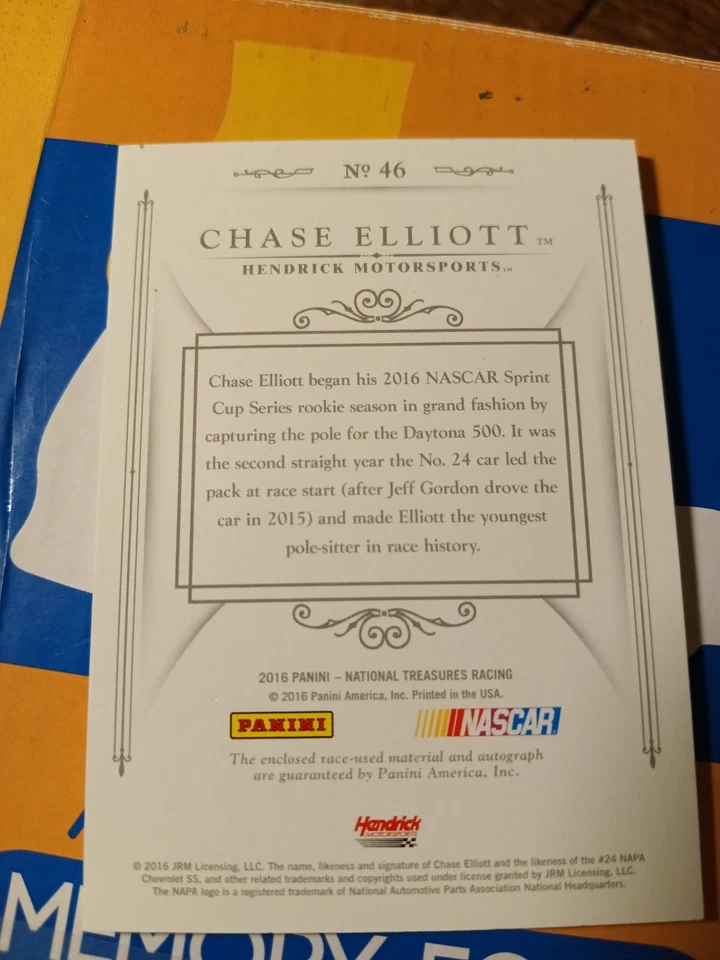 Nº 46
CHASE ELLIOTT™
HENDRICK MOTORSPORTS™
Chase Elliott began his 2016 NASCAR Sprint
Cup Series rookie season in grand fashion by
capturing the pole for the Daytona 500. It was
the second straight year the No. 24 car led the
pack at race start (after Jeff Gordon drove the
car in 2015) and made Elliott the youngest
pole-sitter in race history.
2016 PANINI – NATIONAL TREASURES RACING
© 2016 Panini America, Inc. Printed in the USA.
PANINI NASCAR
The enclosed race-used material and autograph
are guaranteed by Panini America, Inc.
Hendrick
MOTORSPORTS
© 2016 JRM Licensing, LLC. The name, likeness and signature of Chase Elliott and the likeness of the #24 NAPA
Chevrolet SS, and other related trademarks and copyrights used under license granted by JRM Licensing, LLC.
The NAPA logo is a registered trademark of National Automotive Parts Association National Headquarters.
MEMORY